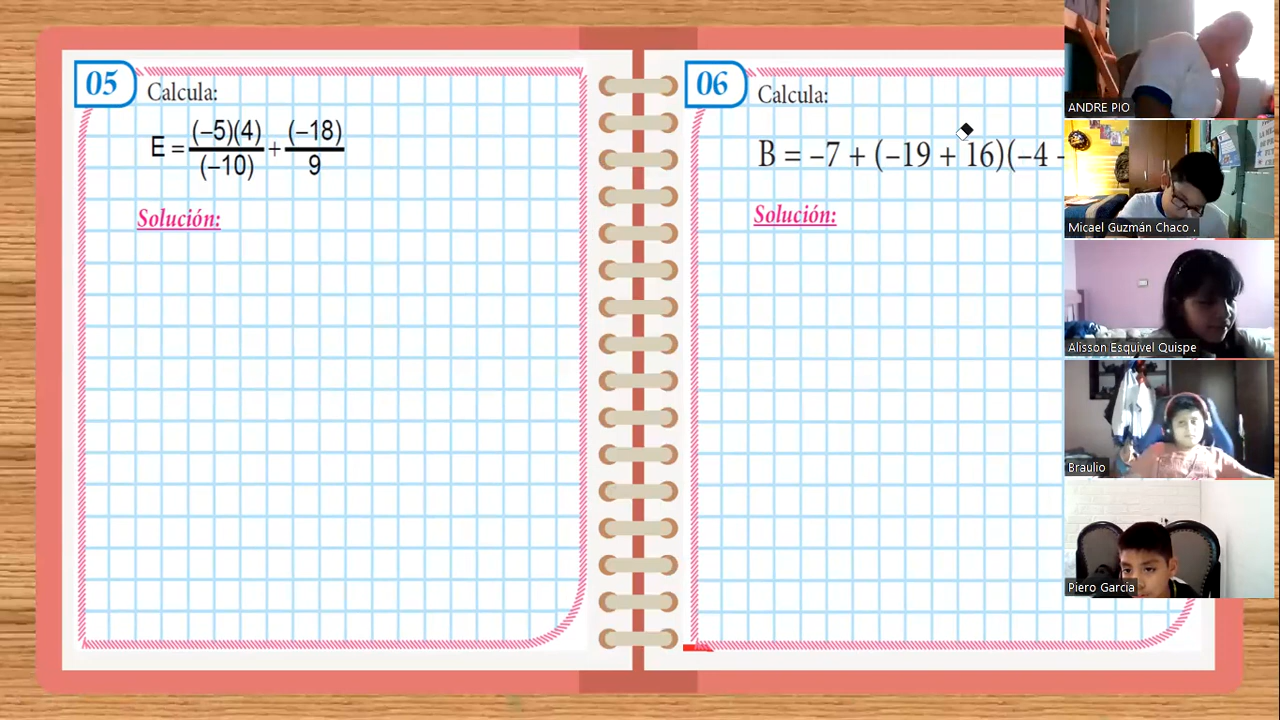 05
Calcula:
E = (–5)(4)/(–10) + (–18)/9
Solución:
06
Calcula:
B = –7 + (–19 + 16)(–4 -
Solución:
ANDRE PIO
Micael Guzmán Chaco .
Alisson Esquivel Quispe
Braulio
Piero García